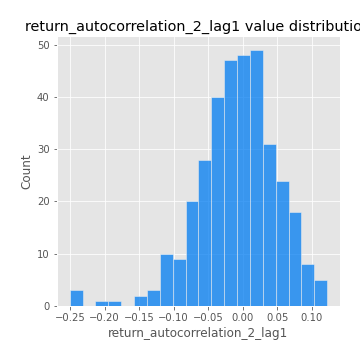 return_autocorrelation_2_lag1 value distributio
50
40
30
20
10
0
Count
−0.25 −0.20 −0.15 −0.10 −0.05 0.00 0.05 0.10
return_autocorrelation_2_lag1